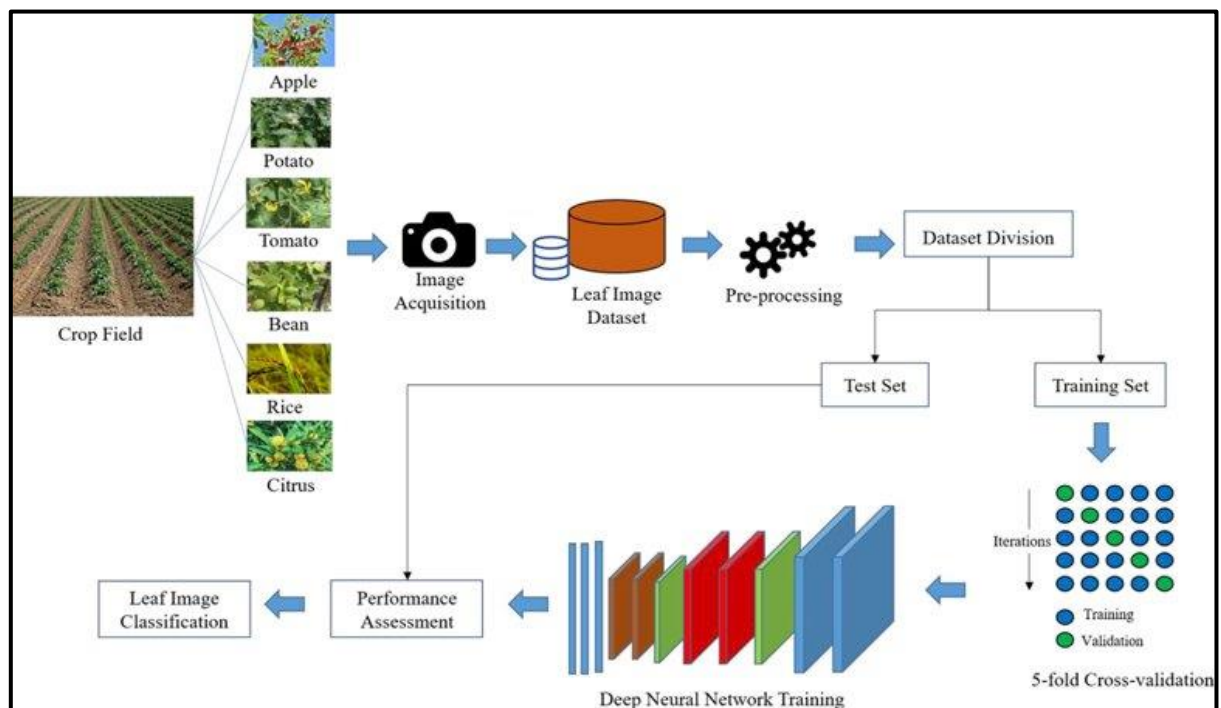 Apple
Potato
Tomato
Bean
Rice
Citrus
Crop Field
Image
Acquisition
Leaf Image
Dataset
Pre-processing
Dataset Division
Test Set
Training Set
Iterations
Training
Validation
5-fold Cross-validation
Deep Neural Network Training
Performance
Assessment
Leaf Image
Classification